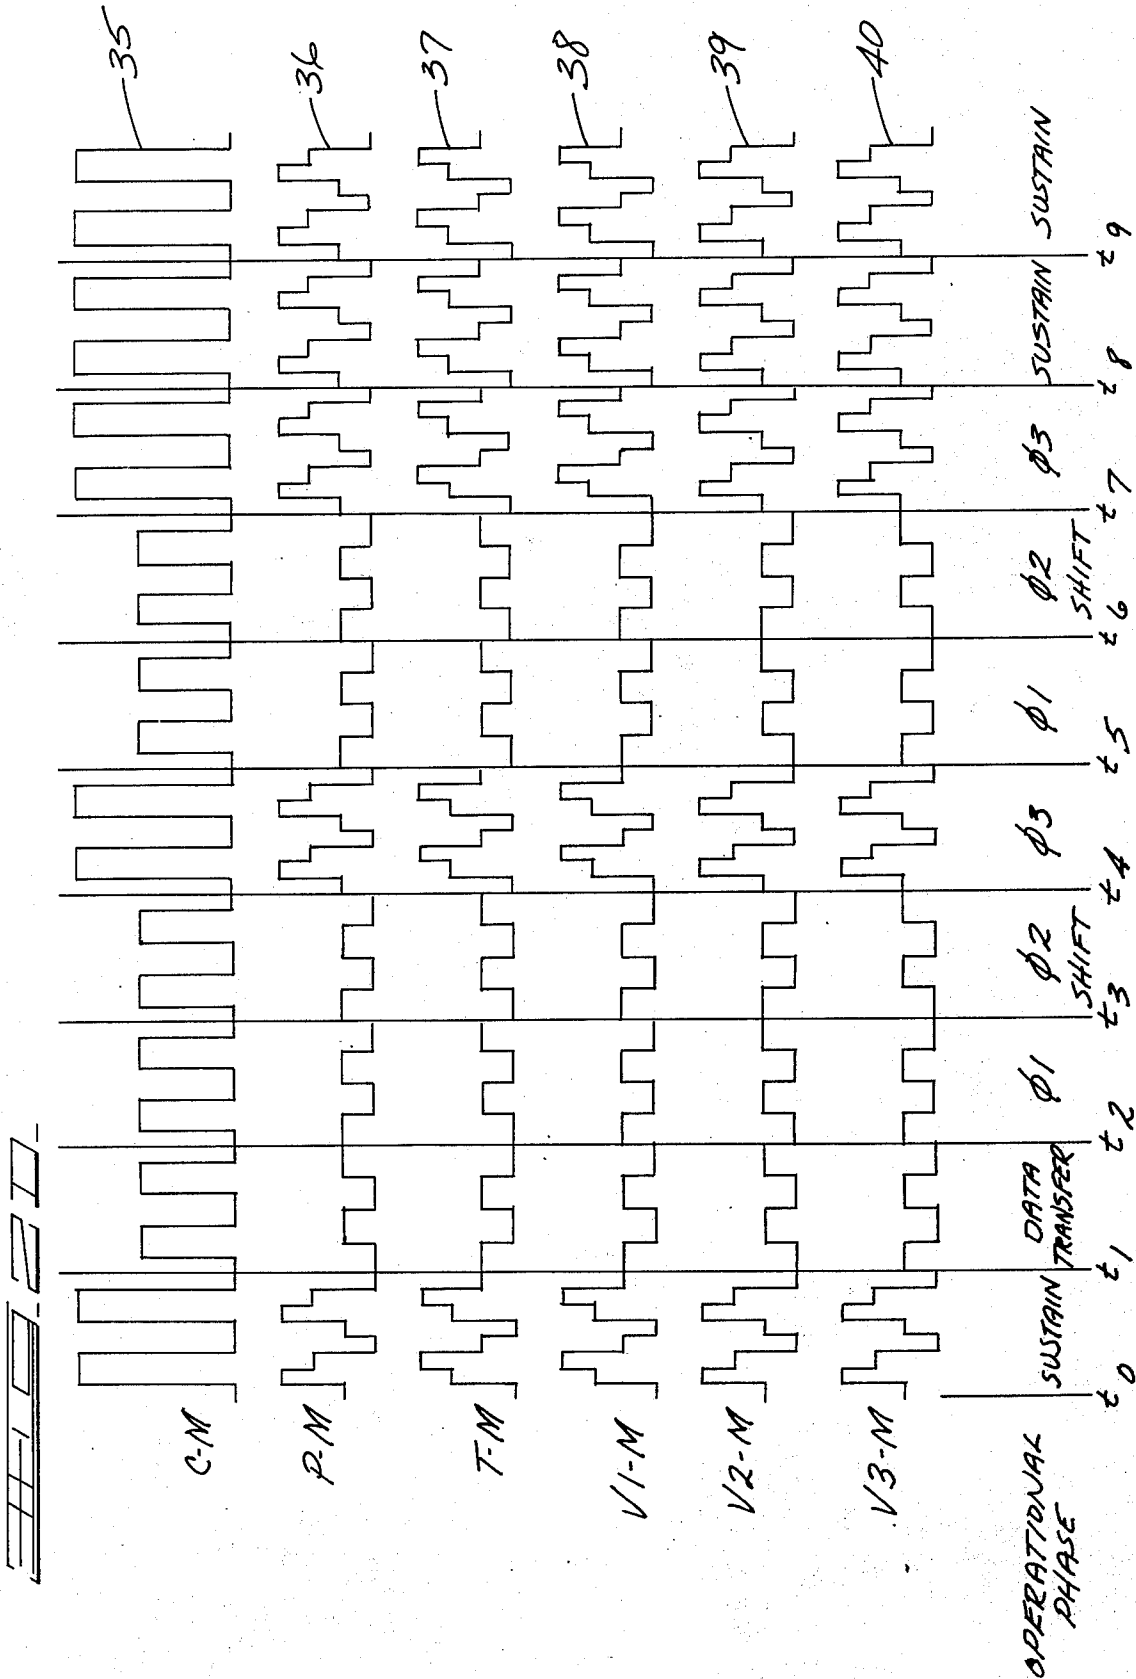 FIG. 2D
C-M 35
P-M 36
T-M 37
V1-M 38
V2-M 39
V3-M 40
OPERATIONAL
PHASE
SUSTAIN
DATA
TRANSFER
φ1
φ2
SHIFT
φ3
φ1
φ2
SHIFT
φ3
SUSTAIN
SUSTAIN
t0 t1 t2 t3 t4 t5 t6 t7 t8 t9